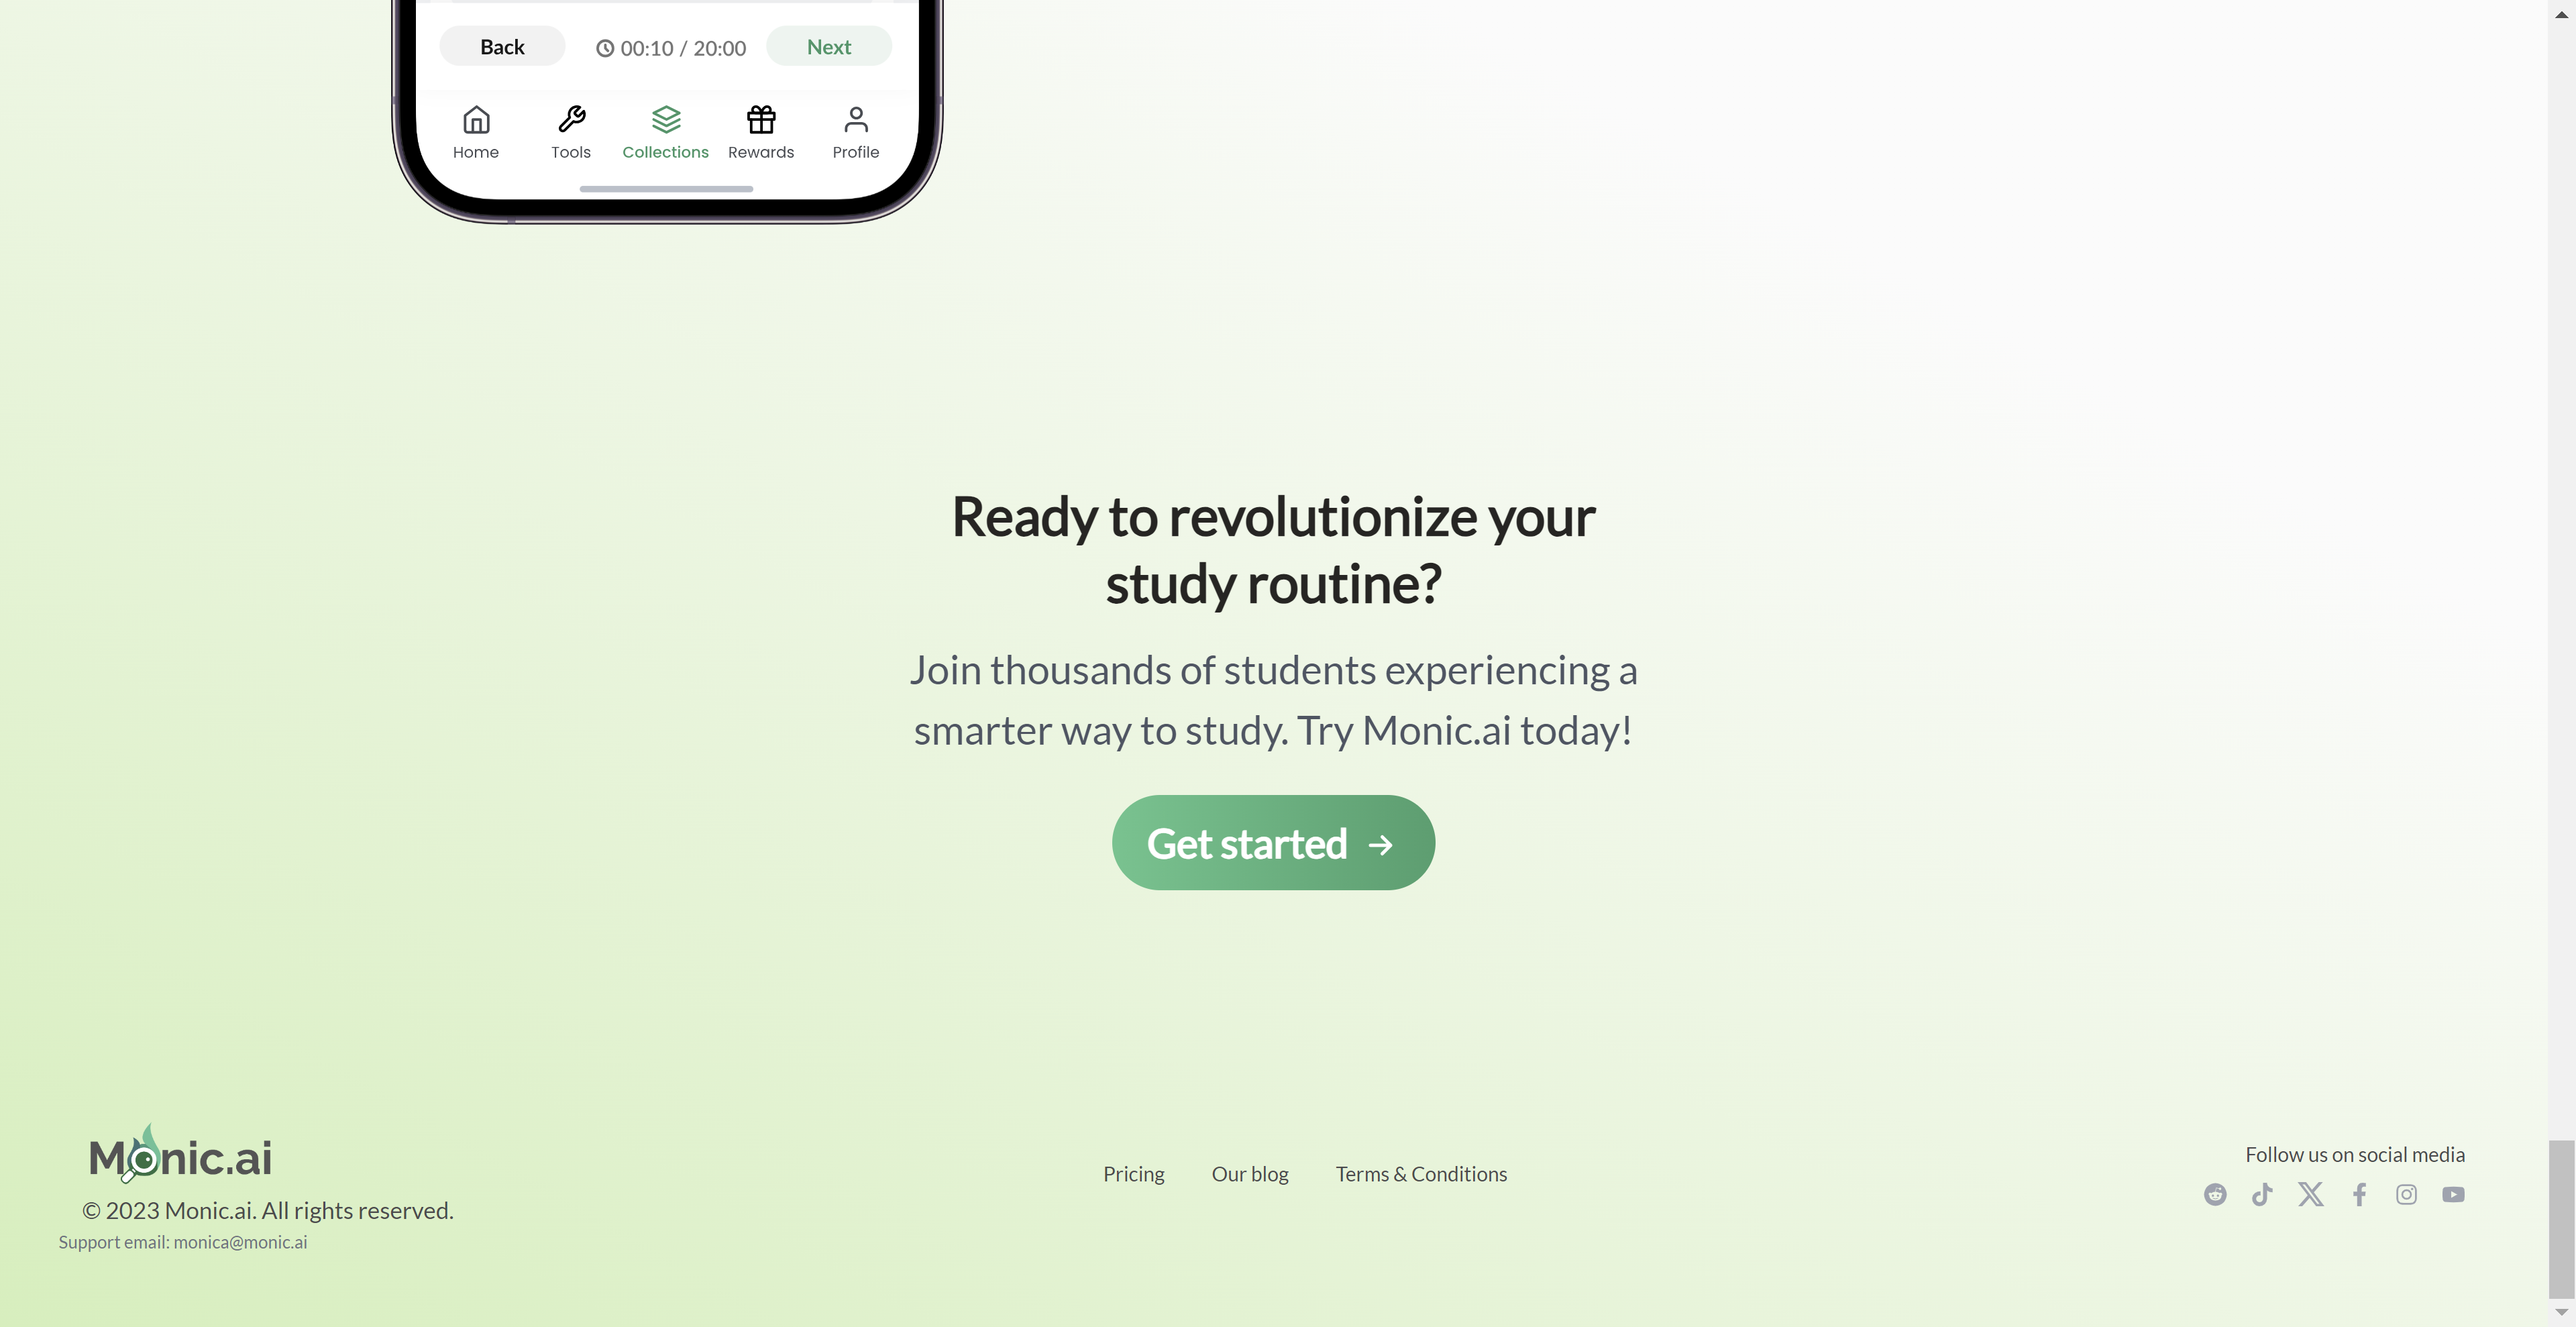 Back
00:10 / 20:00
Next
Home
Tools
Collections
Rewards
Profile
Ready to revolutionize your
study routine?
Join thousands of students experiencing a
smarter way to study. Try Monic.ai today!
Get started
Monic.ai
© 2023 Monic.ai. All rights reserved.
Support email: monica@monic.ai
Pricing
Our blog
Terms & Conditions
Follow us on social media